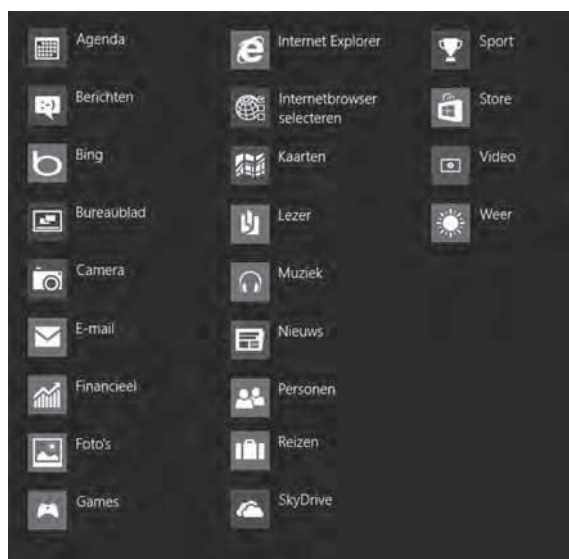 Agenda
Berichten
Bing
Bureaublad
Camera
E-mail
Financieel
Foto's
Games
Internet Explorer
Internetbrowser
selecteren
Kaarten
Lezer
Muziek
Nieuws
Personen
Reizen
SkyDrive
Sport
Store
Video
Weer